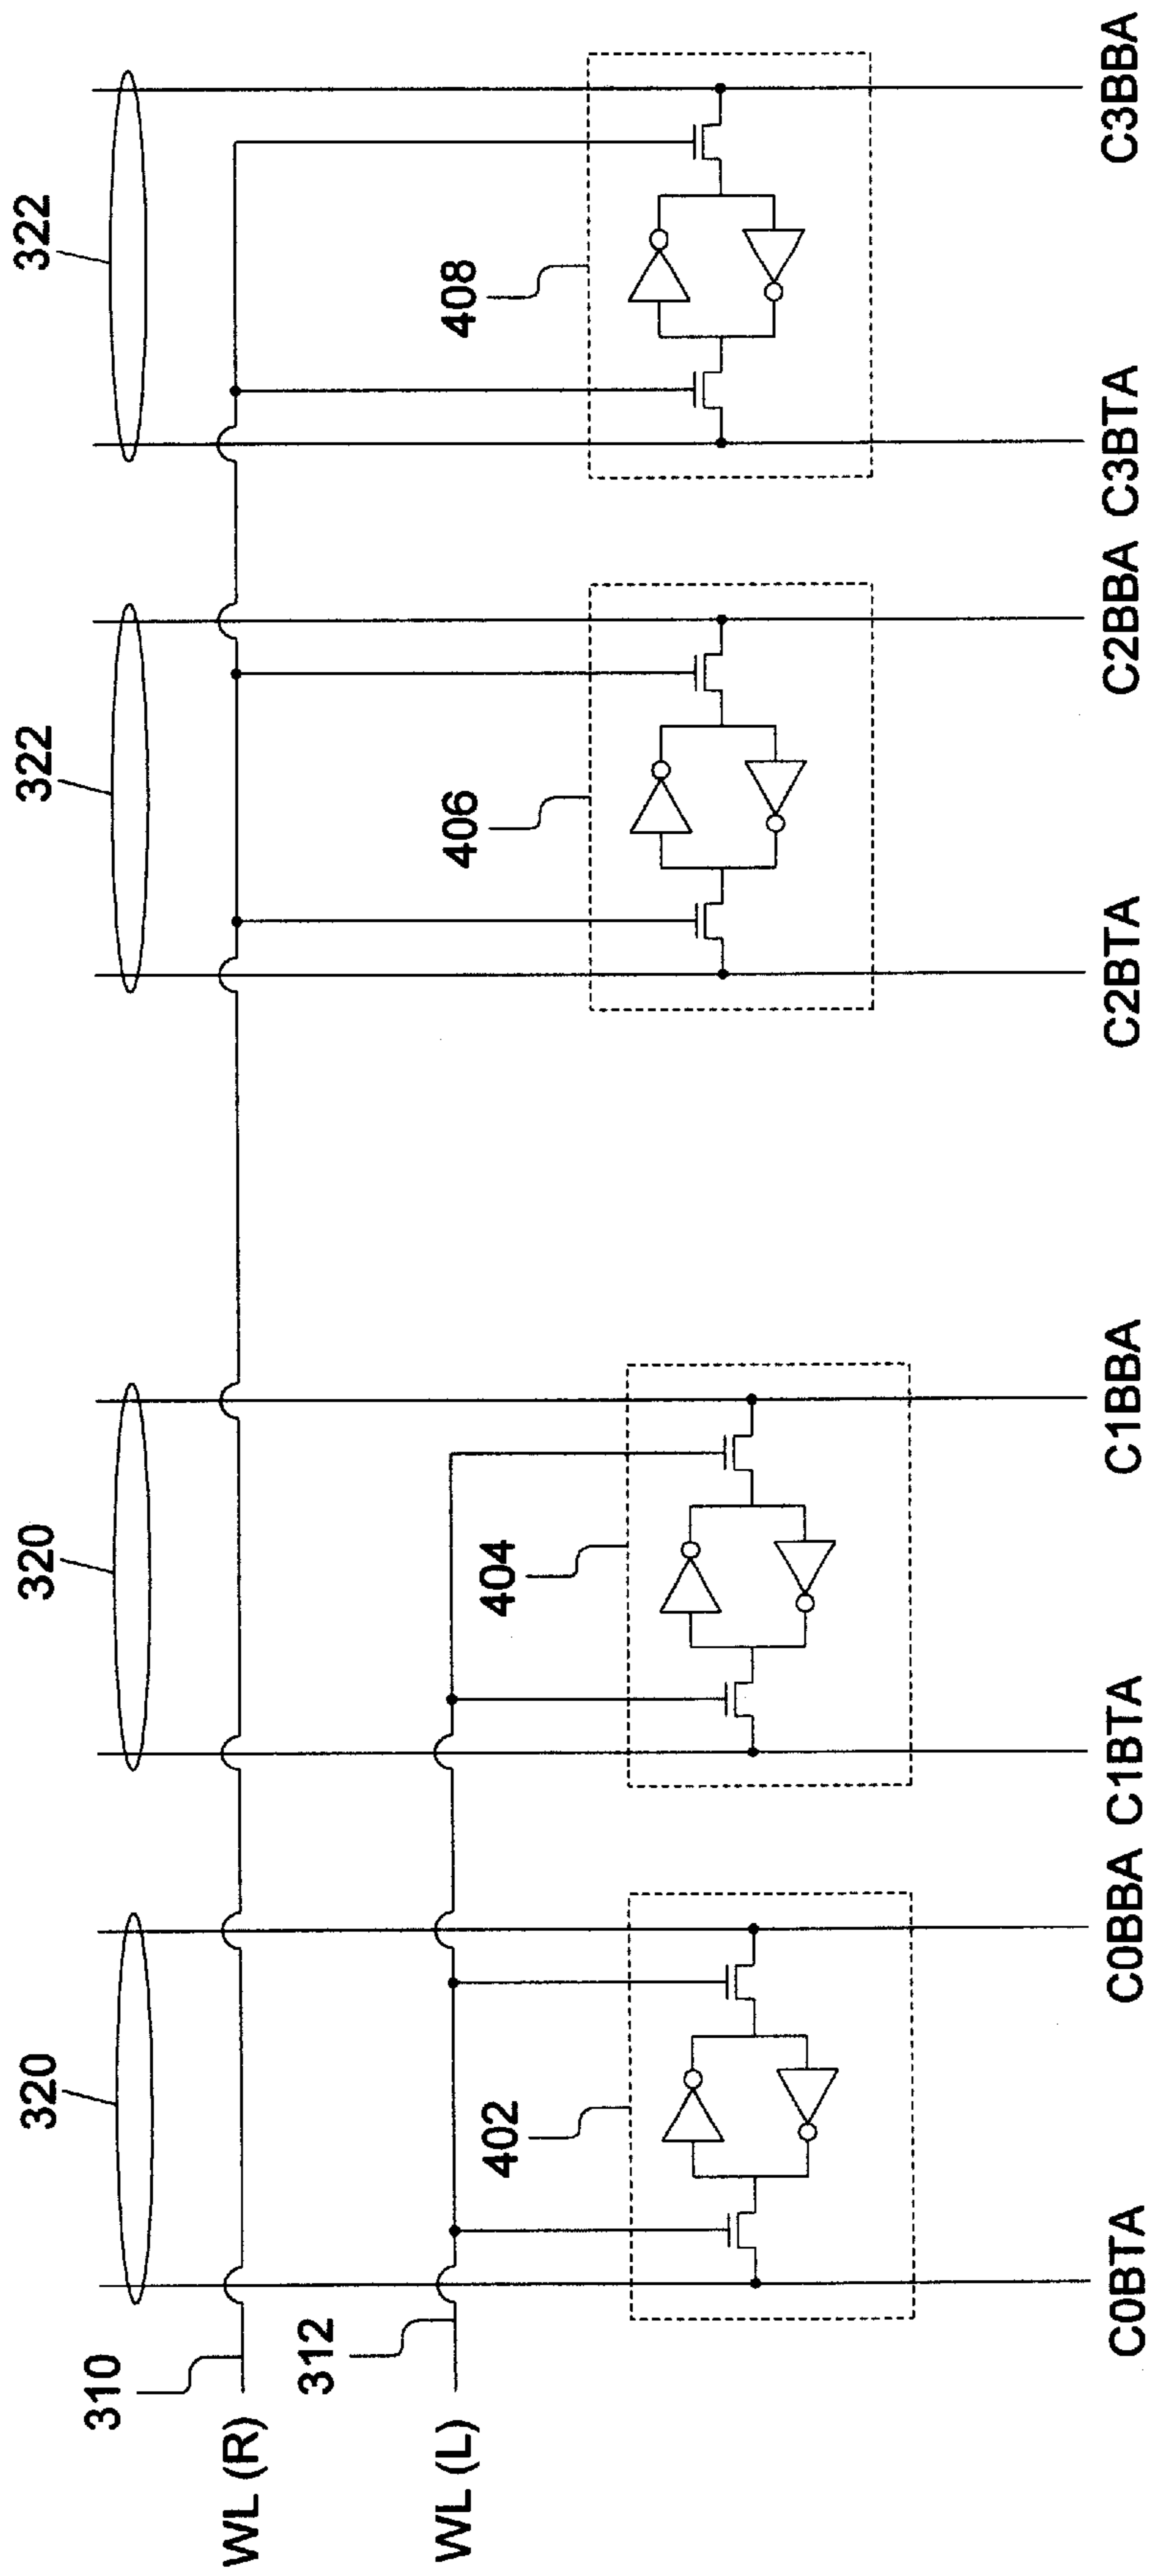 320
320
322
322
310
WL (R)
312
WL (L)
402
404
406
408
C0BTA
C0BBA
C1BTA
C1BBA
C2BTA
C2BBA
C3BTA
C3BBA